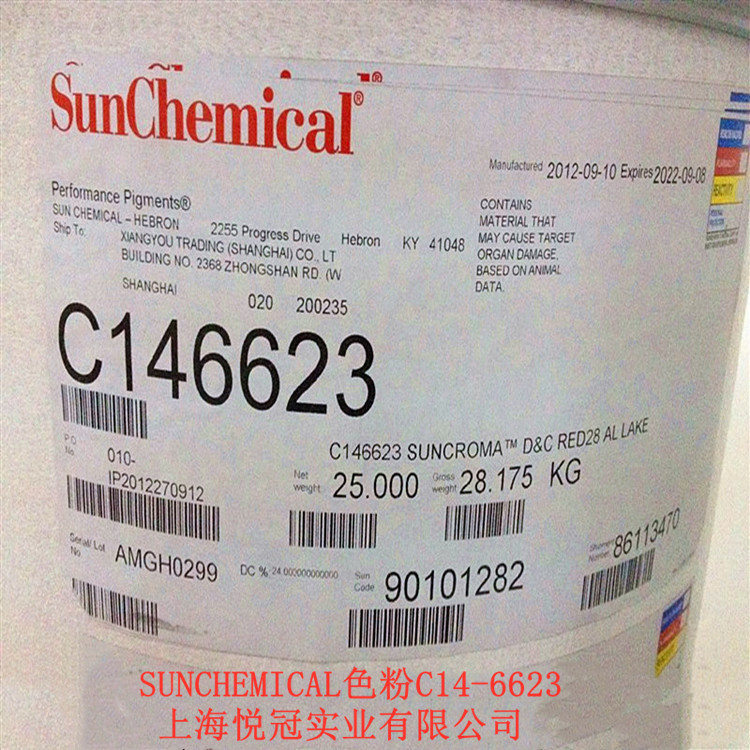 SunChemical®
Manufactured 2012-09-10 Expires 2022-09-08
Performance Pigments®
SUN CHEMICAL – HEBRON 2255 Progress Drive Hebron KY 41048
Ship To: XIANGYOU TRADING (SHANGHAI) CO., LT
BUILDING NO. 2368 ZHONGSHAN RD. (W
SHANGHAI 020 200235
CONTAINS
MATERIAL THAT
MAY CAUSE TARGET
ORGAN DAMAGE,
BASED ON ANIMAL
DATA.
REACTIVITY
C146623
C146623 SUNCROMA™ D&C RED28 AL LAKE
P.O. No. 010-
IP2012270912
Net weight: 25.000 Gross weight: 28.175 KG
Serial/ Lot No AMGH0299 DC % 24.000000000000 Sun Code 90101282 Shipment Number: 86113470
SUNCHEMICAL色粉C14-6623
上海悦冠实业有限公司